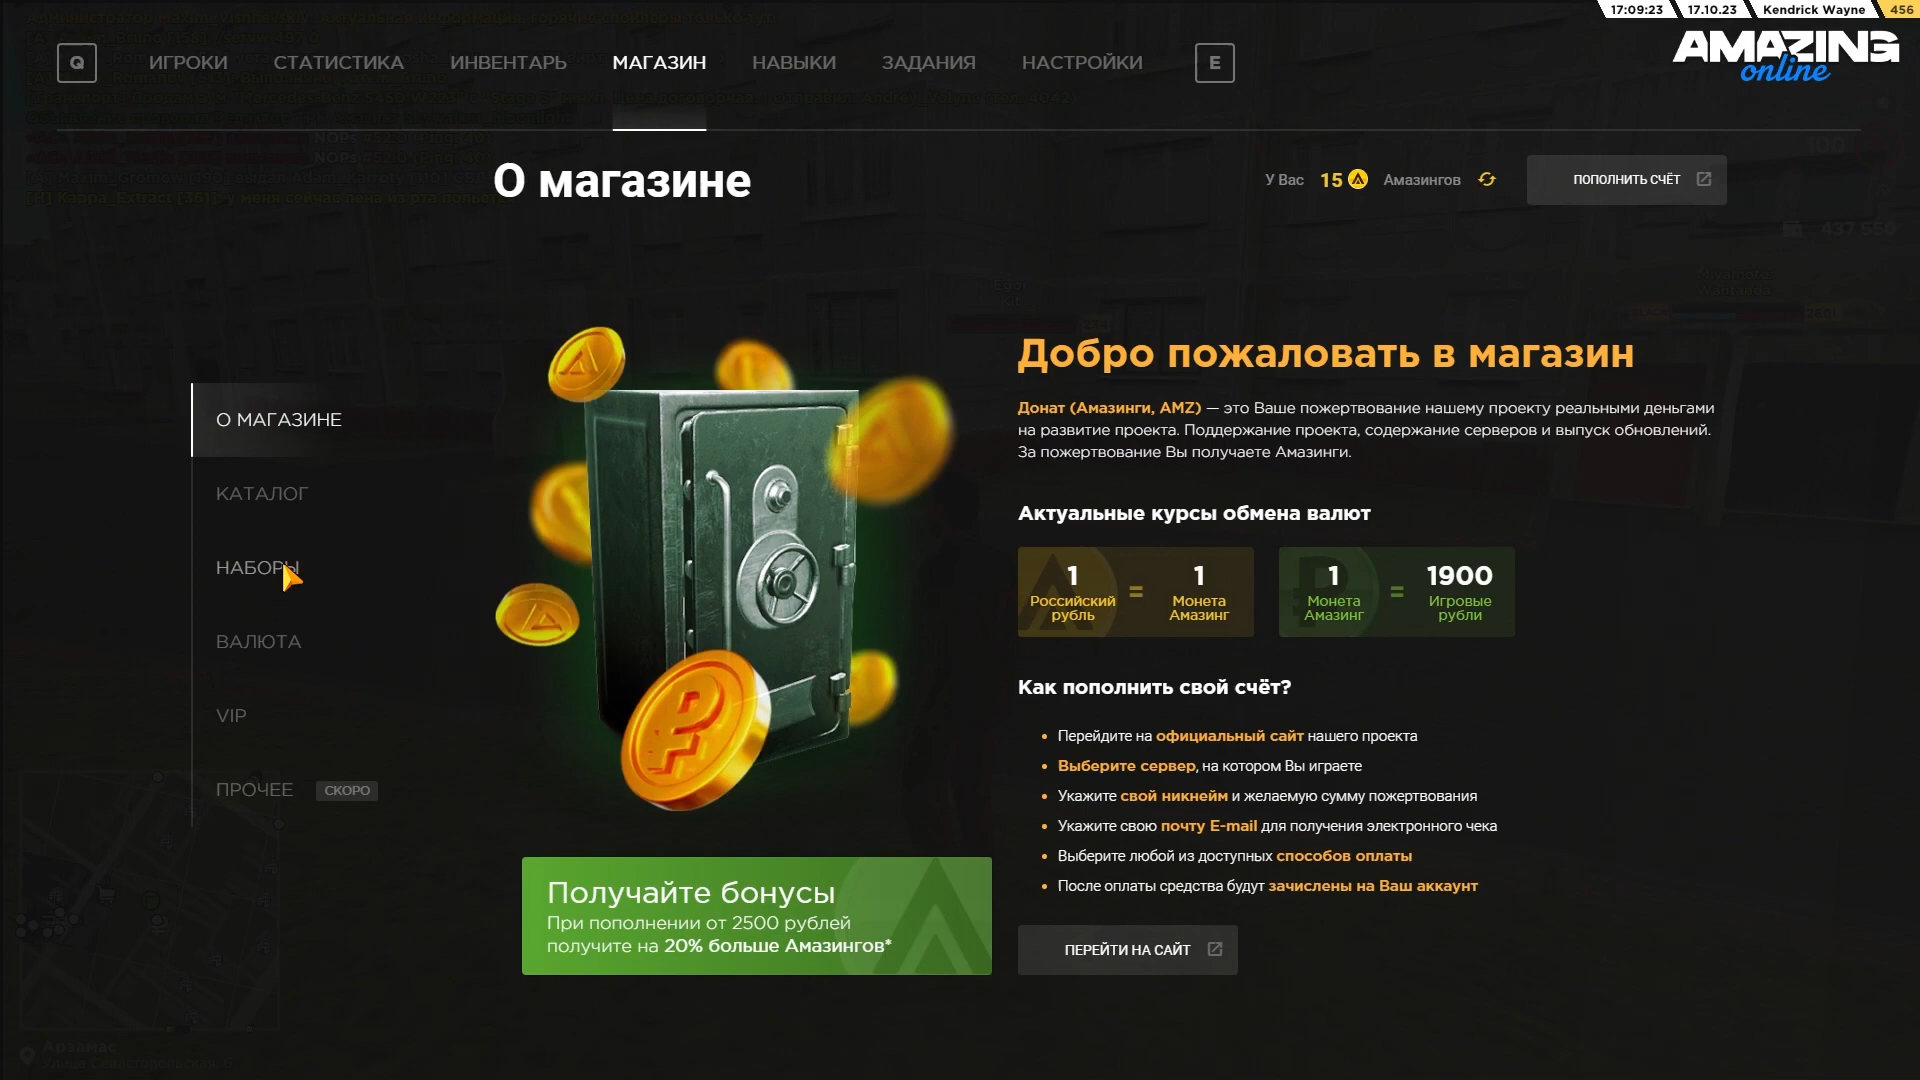 17:09:23 17.10.23 Kendrick Wayne 456
AMAZING
online
Q ИГРОКИ СТАТИСТИКА ИНВЕНТАРЬ МАГАЗИН НАВЫКИ ЗАДАНИЯ НАСТРОЙКИ E
О магазине
У Вас 15 Амазингов
ПОПОЛНИТЬ СЧЁТ
437 550
О МАГАЗИНЕ
КАТАЛОГ
НАБОРЫ
ВАЛЮТА
VIP
ПРОЧЕЕ СКОРО
Получайте бонусы
При пополнении от 2500 рублей
получите на 20% больше Амазингов*
Добро пожаловать в магазин
Донат (Амазинги, AMZ) — это Ваше пожертвование нашему проекту реальными деньгами
на развитие проекта. Поддержание проекта, содержание серверов и выпуск обновлений.
За пожертвование Вы получаете Амазинги.
Актуальные курсы обмена валют
1 = 1
Российский Монета
рубль Амазинг
1 = 1900
Монета Игровые
Амазинг рубли
Как пополнить свой счёт?
Перейдите на официальный сайт нашего проекта
Выберите сервер, на котором Вы играете
Укажите свой никнейм и желаемую сумму пожертвования
Укажите свою почту E-mail для получения электронного чека
Выберите любой из доступных способов оплаты
После оплаты средства будут зачислены на Ваш аккаунт
ПЕРЕЙТИ НА САЙТ
Арзамас